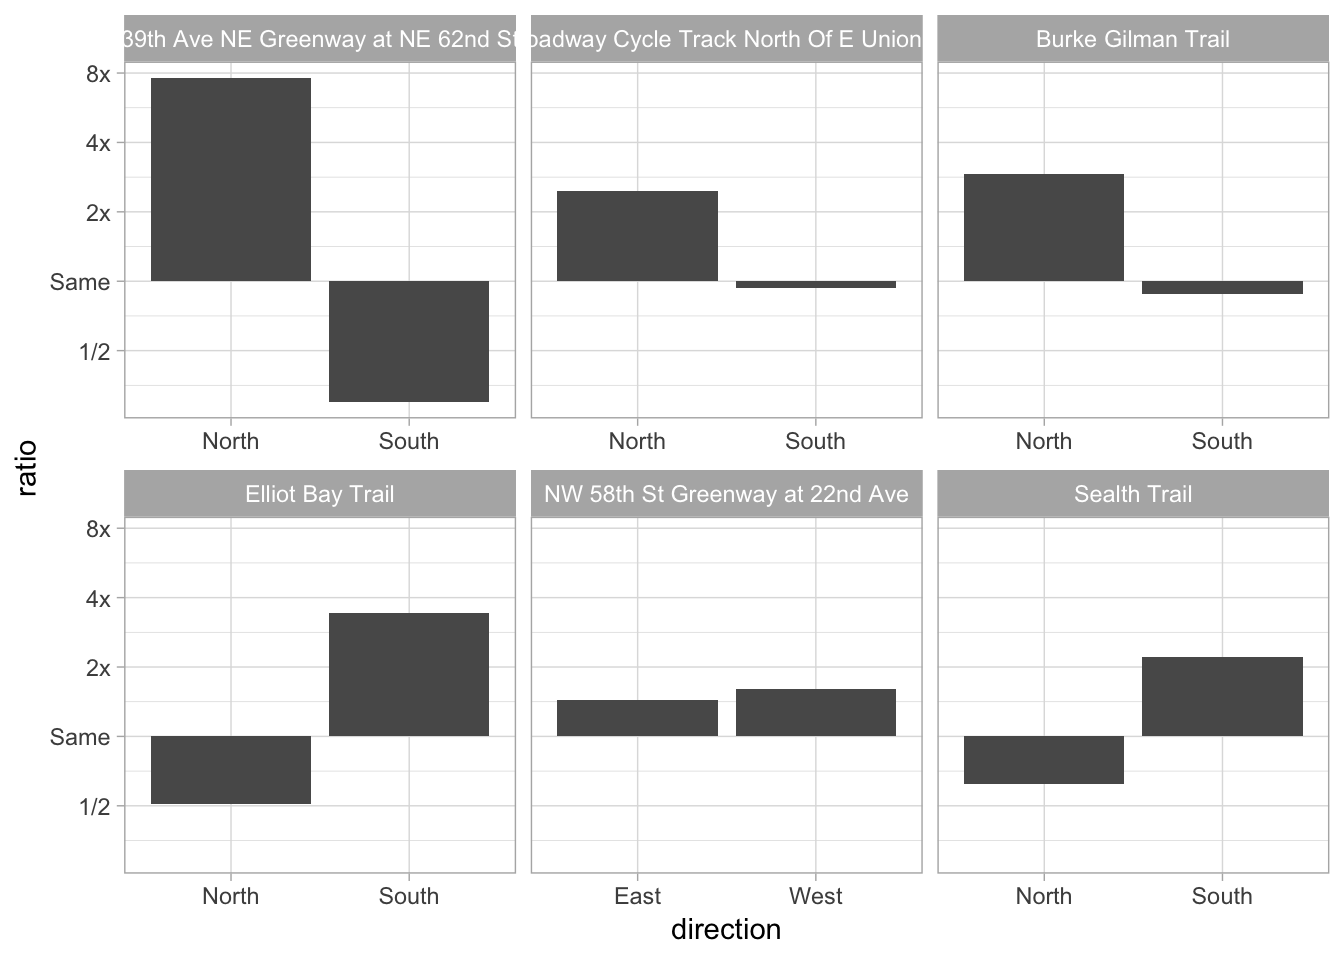 39th Ave NE Greenway at NE 62nd St
oadway Cycle Track North Of E Union
Burke Gilman Trail
8x
4x
2x
Same
1/2
North South
North South
North South
ratio
Elliot Bay Trail
NW 58th St Greenway at 22nd Ave
Sealth Trail
8x
4x
2x
Same
1/2
North South
East West
North South
direction